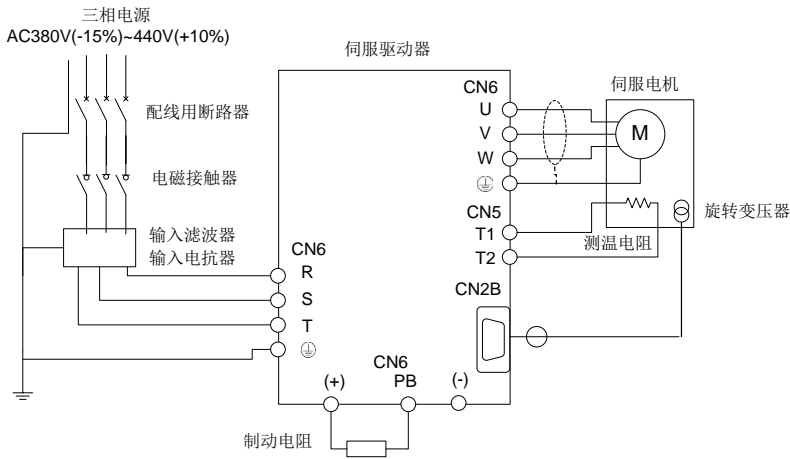 三相电源
AC380V(-15%)~440V(+10%)
伺服驱动器
配线用断路器
电磁接触器
输入滤波器
输入电抗器
CN6
R
S
T
CN6
U
V
W
伺服电机
M
CN5
T1
T2
测温电阻
旋转变压器
CN2B
CN6
(+)
PB
(-)
制动电阻